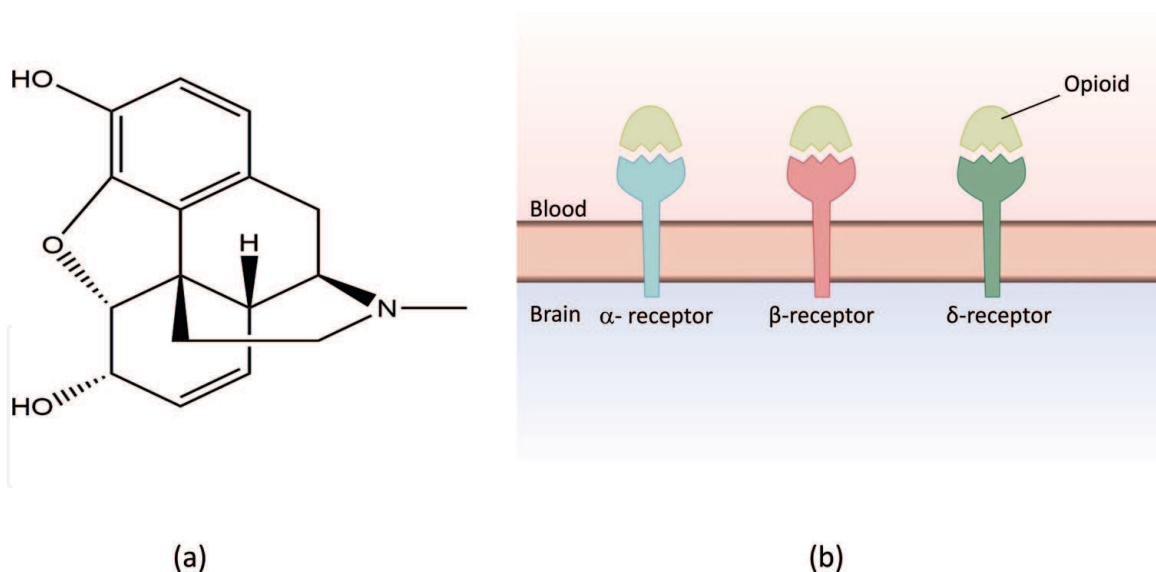 HO
O
H
N
HO
(a)
Opioid
Blood
Brain
α- receptor
β-receptor
δ-receptor
(b)